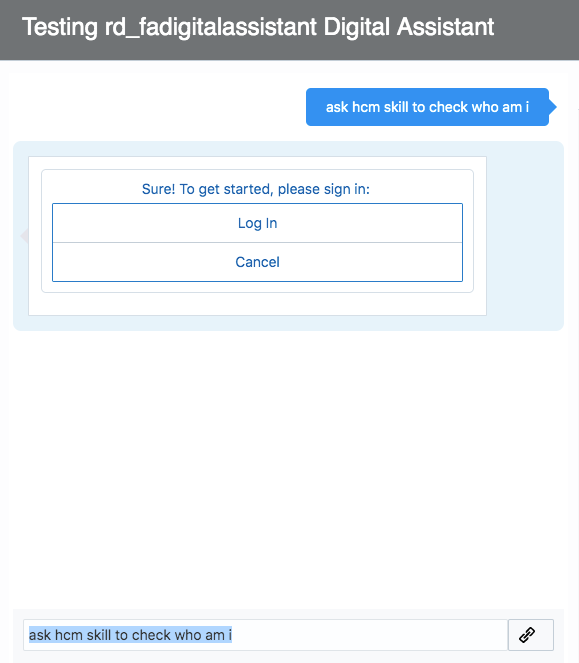 Testing rd_fadigitalassistant Digital Assistant
ask hcm skill to check who am i
Sure! To get started, please sign in:
Log In
Cancel
ask hcm skill to check who am i